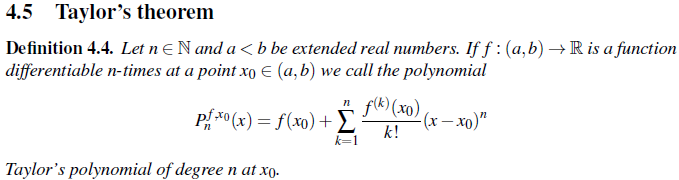 4.5 Taylor's theorem
Definition 4.4. Let n ∈ ℕ and a < b be extended real numbers. If f : (a,b) → ℝ is a function
differentiable n-times at a point x₀ ∈ (a,b) we call the polynomial
Pₙ^{f,x₀}(x) = f(x₀) + ∑_{k=1}^{n} f^{(k)}(x₀)/k! (x − x₀)ⁿ
Taylor's polynomial of degree n at x₀.